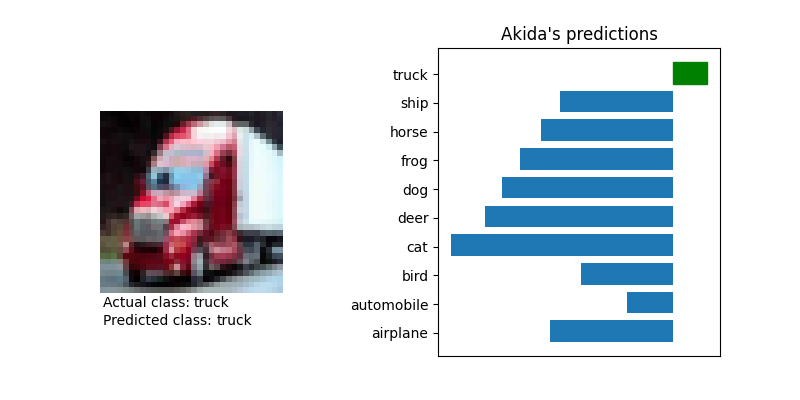 Akida's predictions
truck
ship
horse
frog
dog
deer
cat
bird
automobile
airplane
Actual class: truck
Predicted class: truck